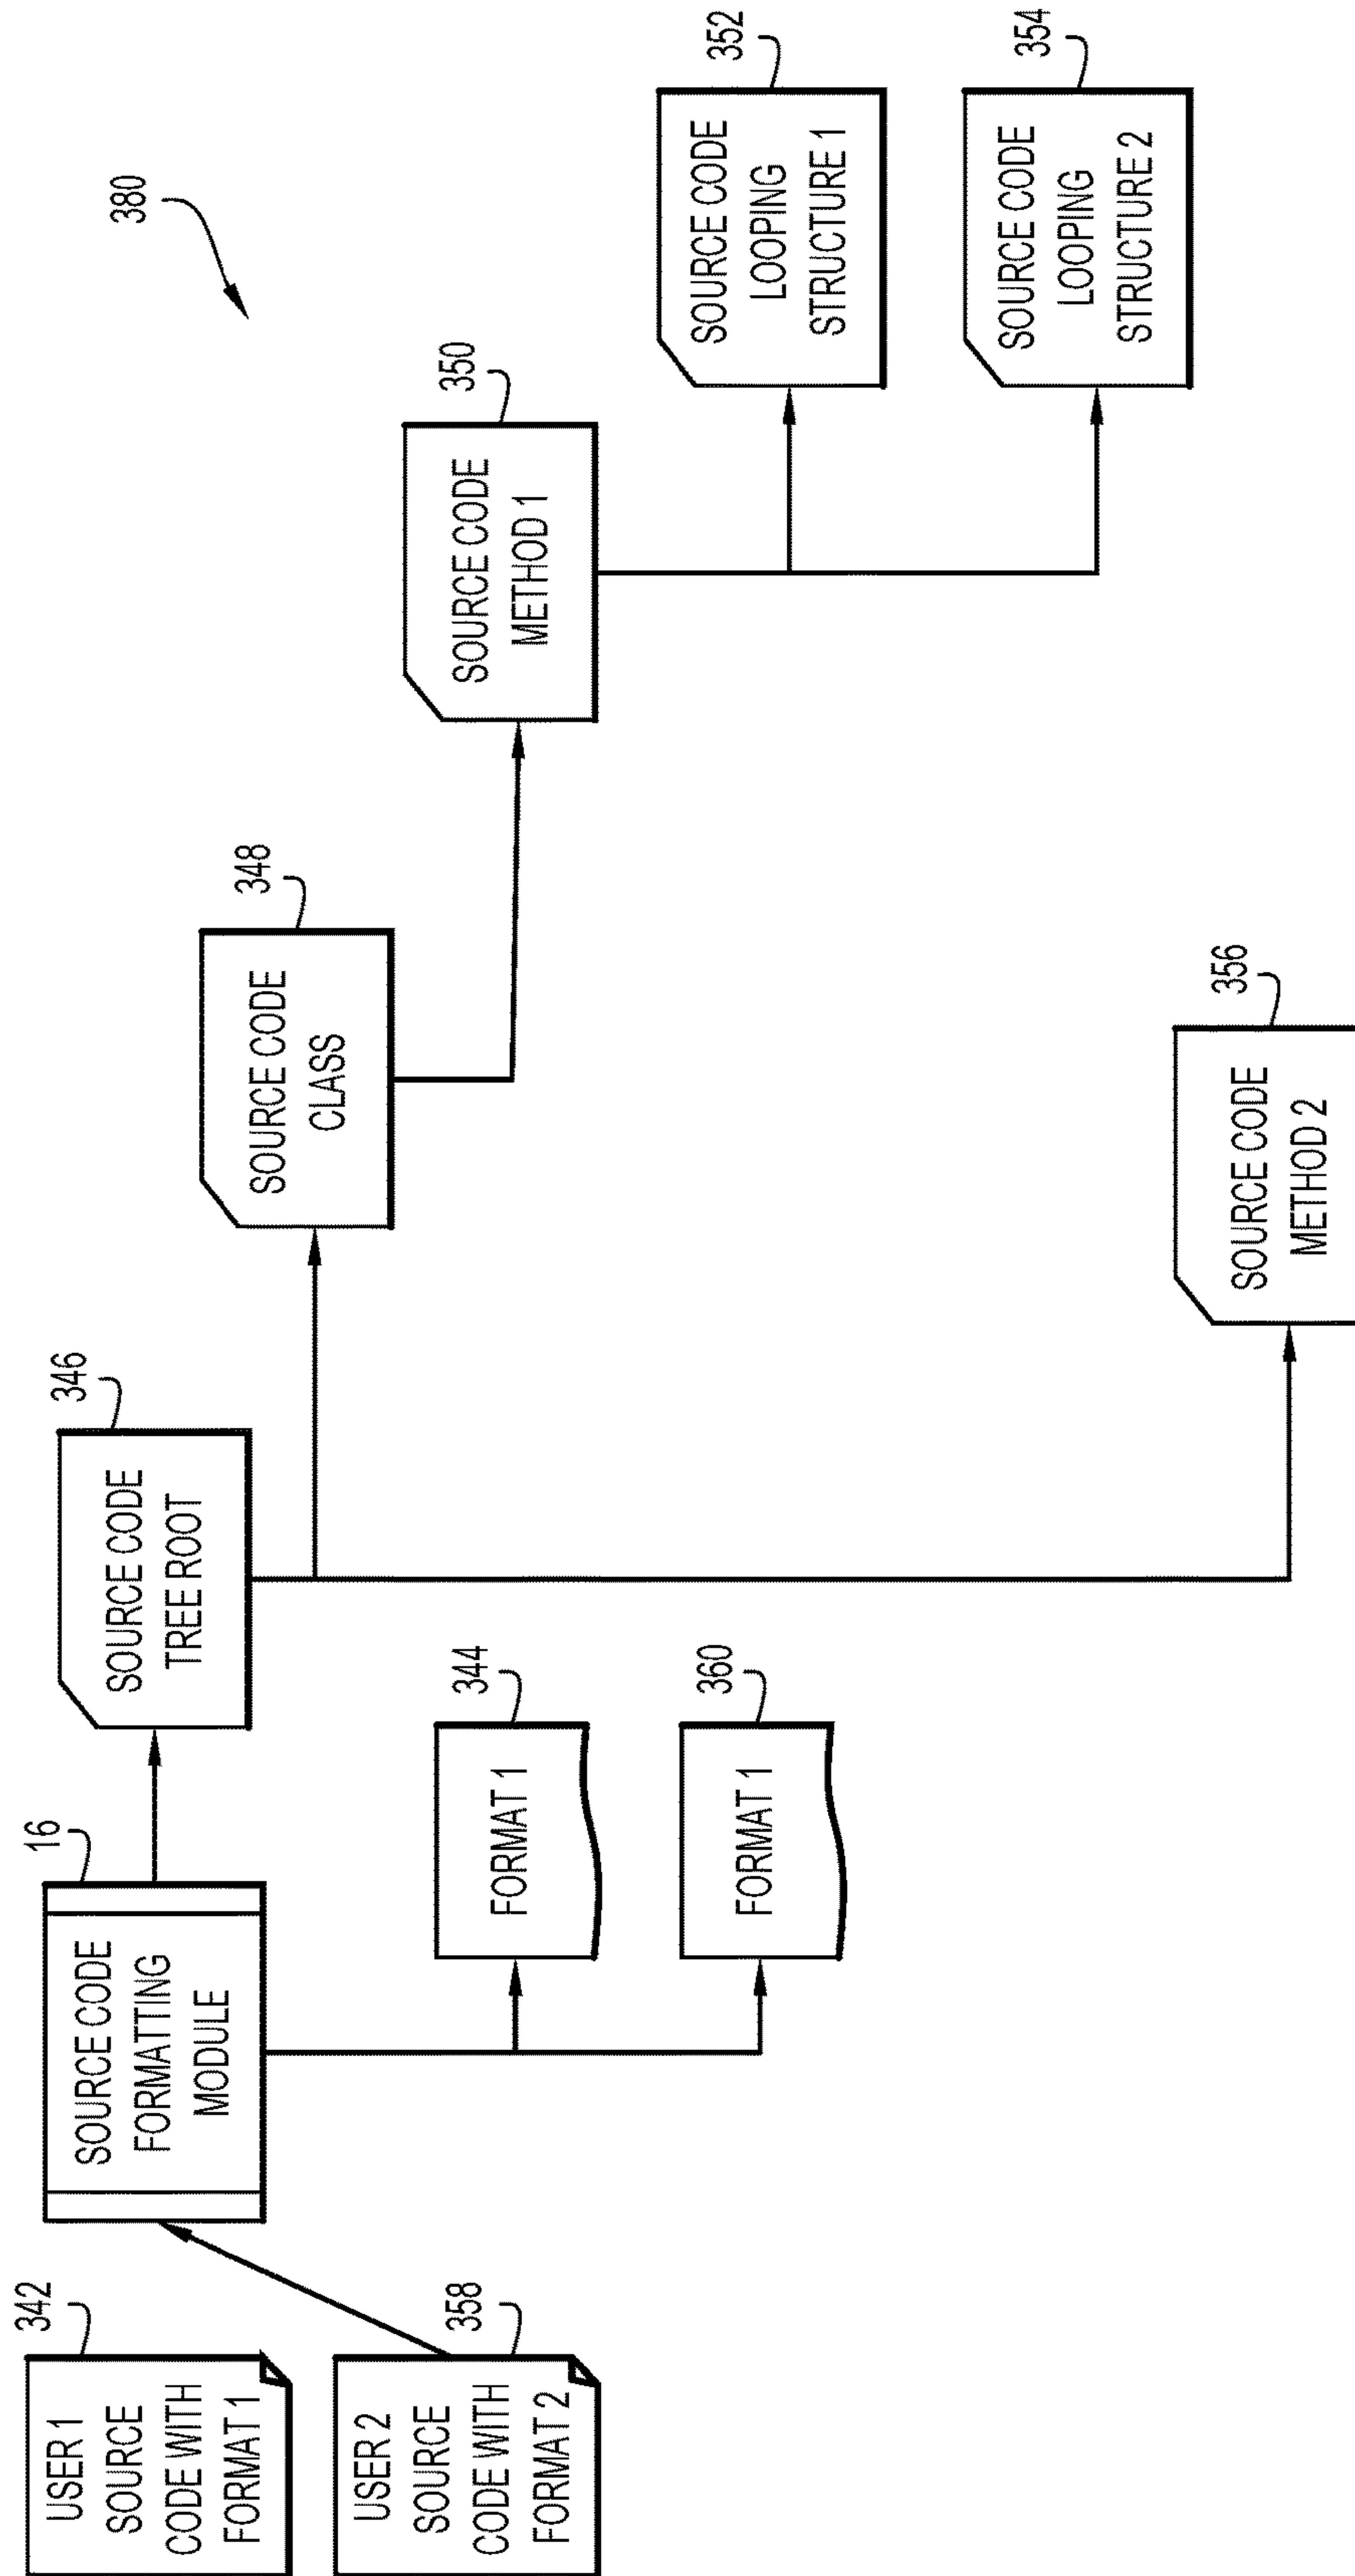 380
342
USER 1
SOURCE
CODE WITH
FORMAT 1
358
USER 2
SOURCE
CODE WITH
FORMAT 2
16
SOURCE CODE
FORMATTING
MODULE
344
FORMAT 1
360
FORMAT 1
346
SOURCE CODE
TREE ROOT
348
SOURCE CODE
CLASS
350
SOURCE CODE
METHOD 1
352
SOURCE CODE
LOOPING
STRUCTURE 1
354
SOURCE CODE
LOOPING
STRUCTURE 2
356
SOURCE CODE
METHOD 2